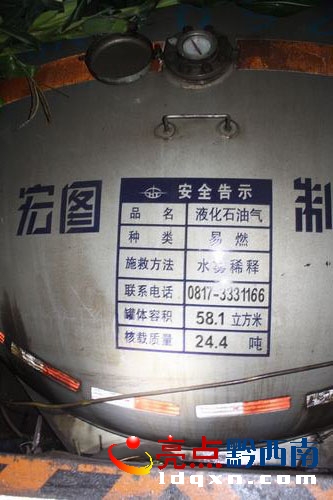 宏图
制
安全告示
品 名 液化石油气
种 类 易燃
施救方法 水雾稀释
联系电话 0817-3331166
罐体容积 58.1 立方米
核载质量 24.4 吨
亮点黔西南
ldqxn.com